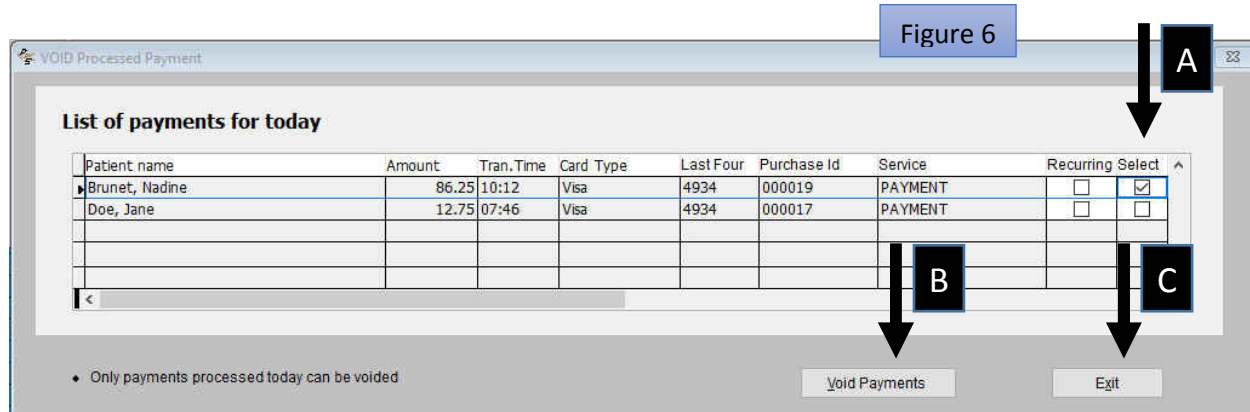 Figure 6
A
VOID Processed Payment
List of payments for today
Patient name Amount Tran.Time Card Type Last Four Purchase Id Service Recurring Select
Brunet, Nadine 86.25 10:12 Visa 4934 000019 PAYMENT
Doe, Jane 12.75 07:46 Visa 4934 000017 PAYMENT
B
C
Only payments processed today can be voided
Void Payments
Exit